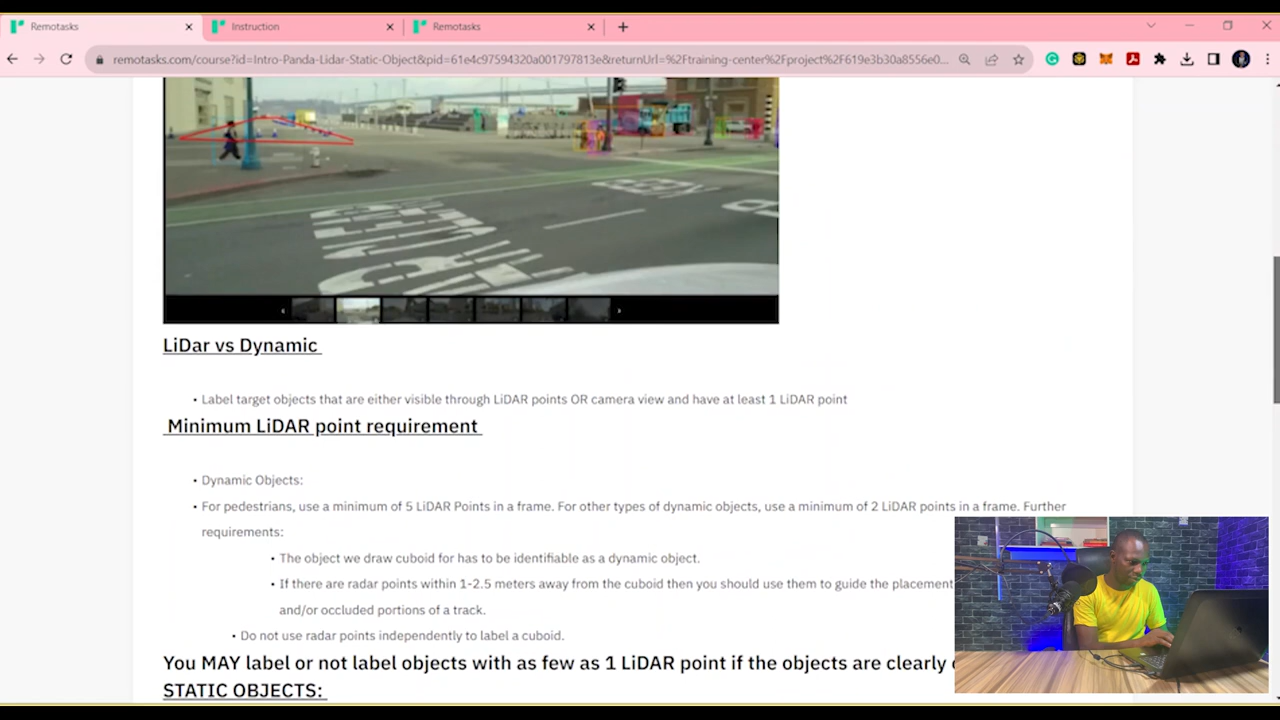 Remotasks
Instruction
Remotasks
remotasks.com/course?id=Intro-Panda-Lidar-Static-Object&pid=61e4c97594320a001797813e&returnUrl=%2Ftraining-center%2Fproject%2F619e3b30a8556e0...
LiDar vs Dynamic
• Label target objects that are either visible through LiDAR points OR camera view and have at least 1 LiDAR point
Minimum LiDAR point requirement
• Dynamic Objects:
• For pedestrians, use a minimum of 5 LiDAR Points in a frame. For other types of dynamic objects, use a minimum of 2 LiDAR points in a frame. Further
requirements:
• The object we draw cuboid for has to be identifiable as a dynamic object.
• If there are radar points within 1-2.5 meters away from the cuboid then you should use them to guide the placement
and/or occluded portions of a track.
• Do not use radar points independently to label a cuboid.
You MAY label or not label objects with as few as 1 LiDAR point if the objects are clearly
STATIC OBJECTS: